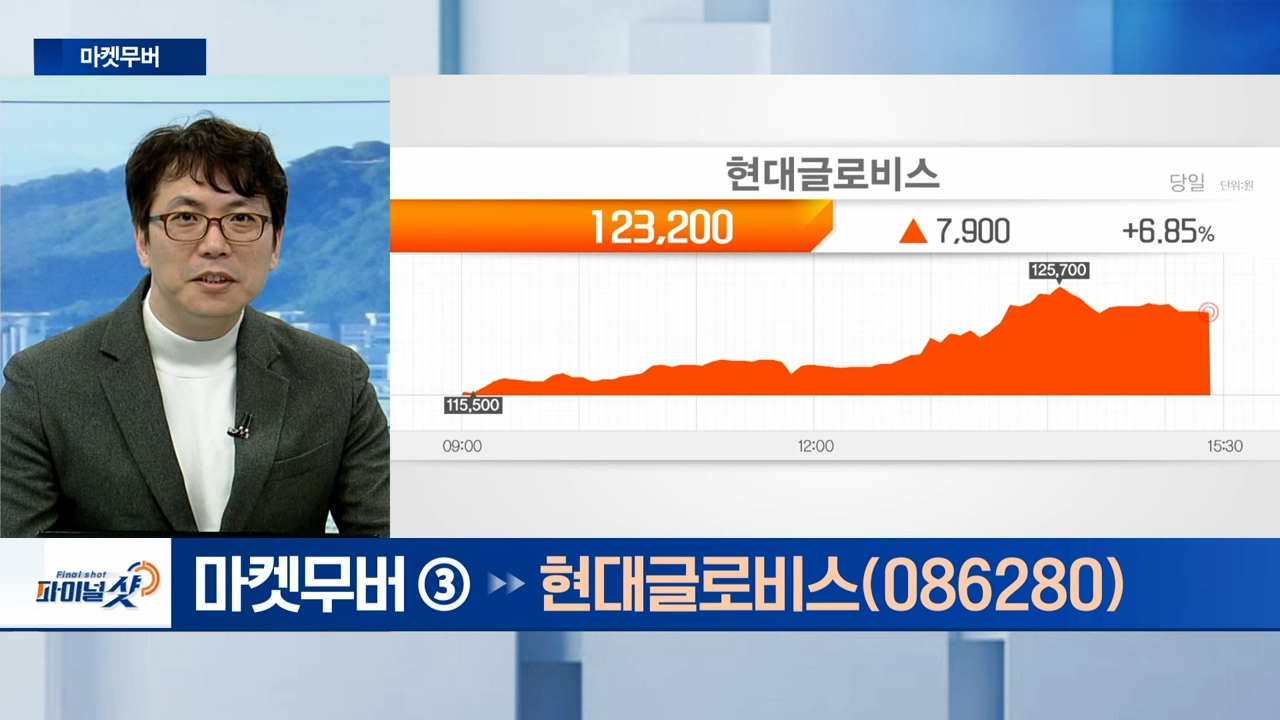 마켓무버
현대글로비스
당일 단위:원
123,200 ▲ 7,900 +6.85%
125,700
115,500
09:00 12:00 15:30
Final shot
파이널샷
마켓무버 ③ 현대글로비스(086280)